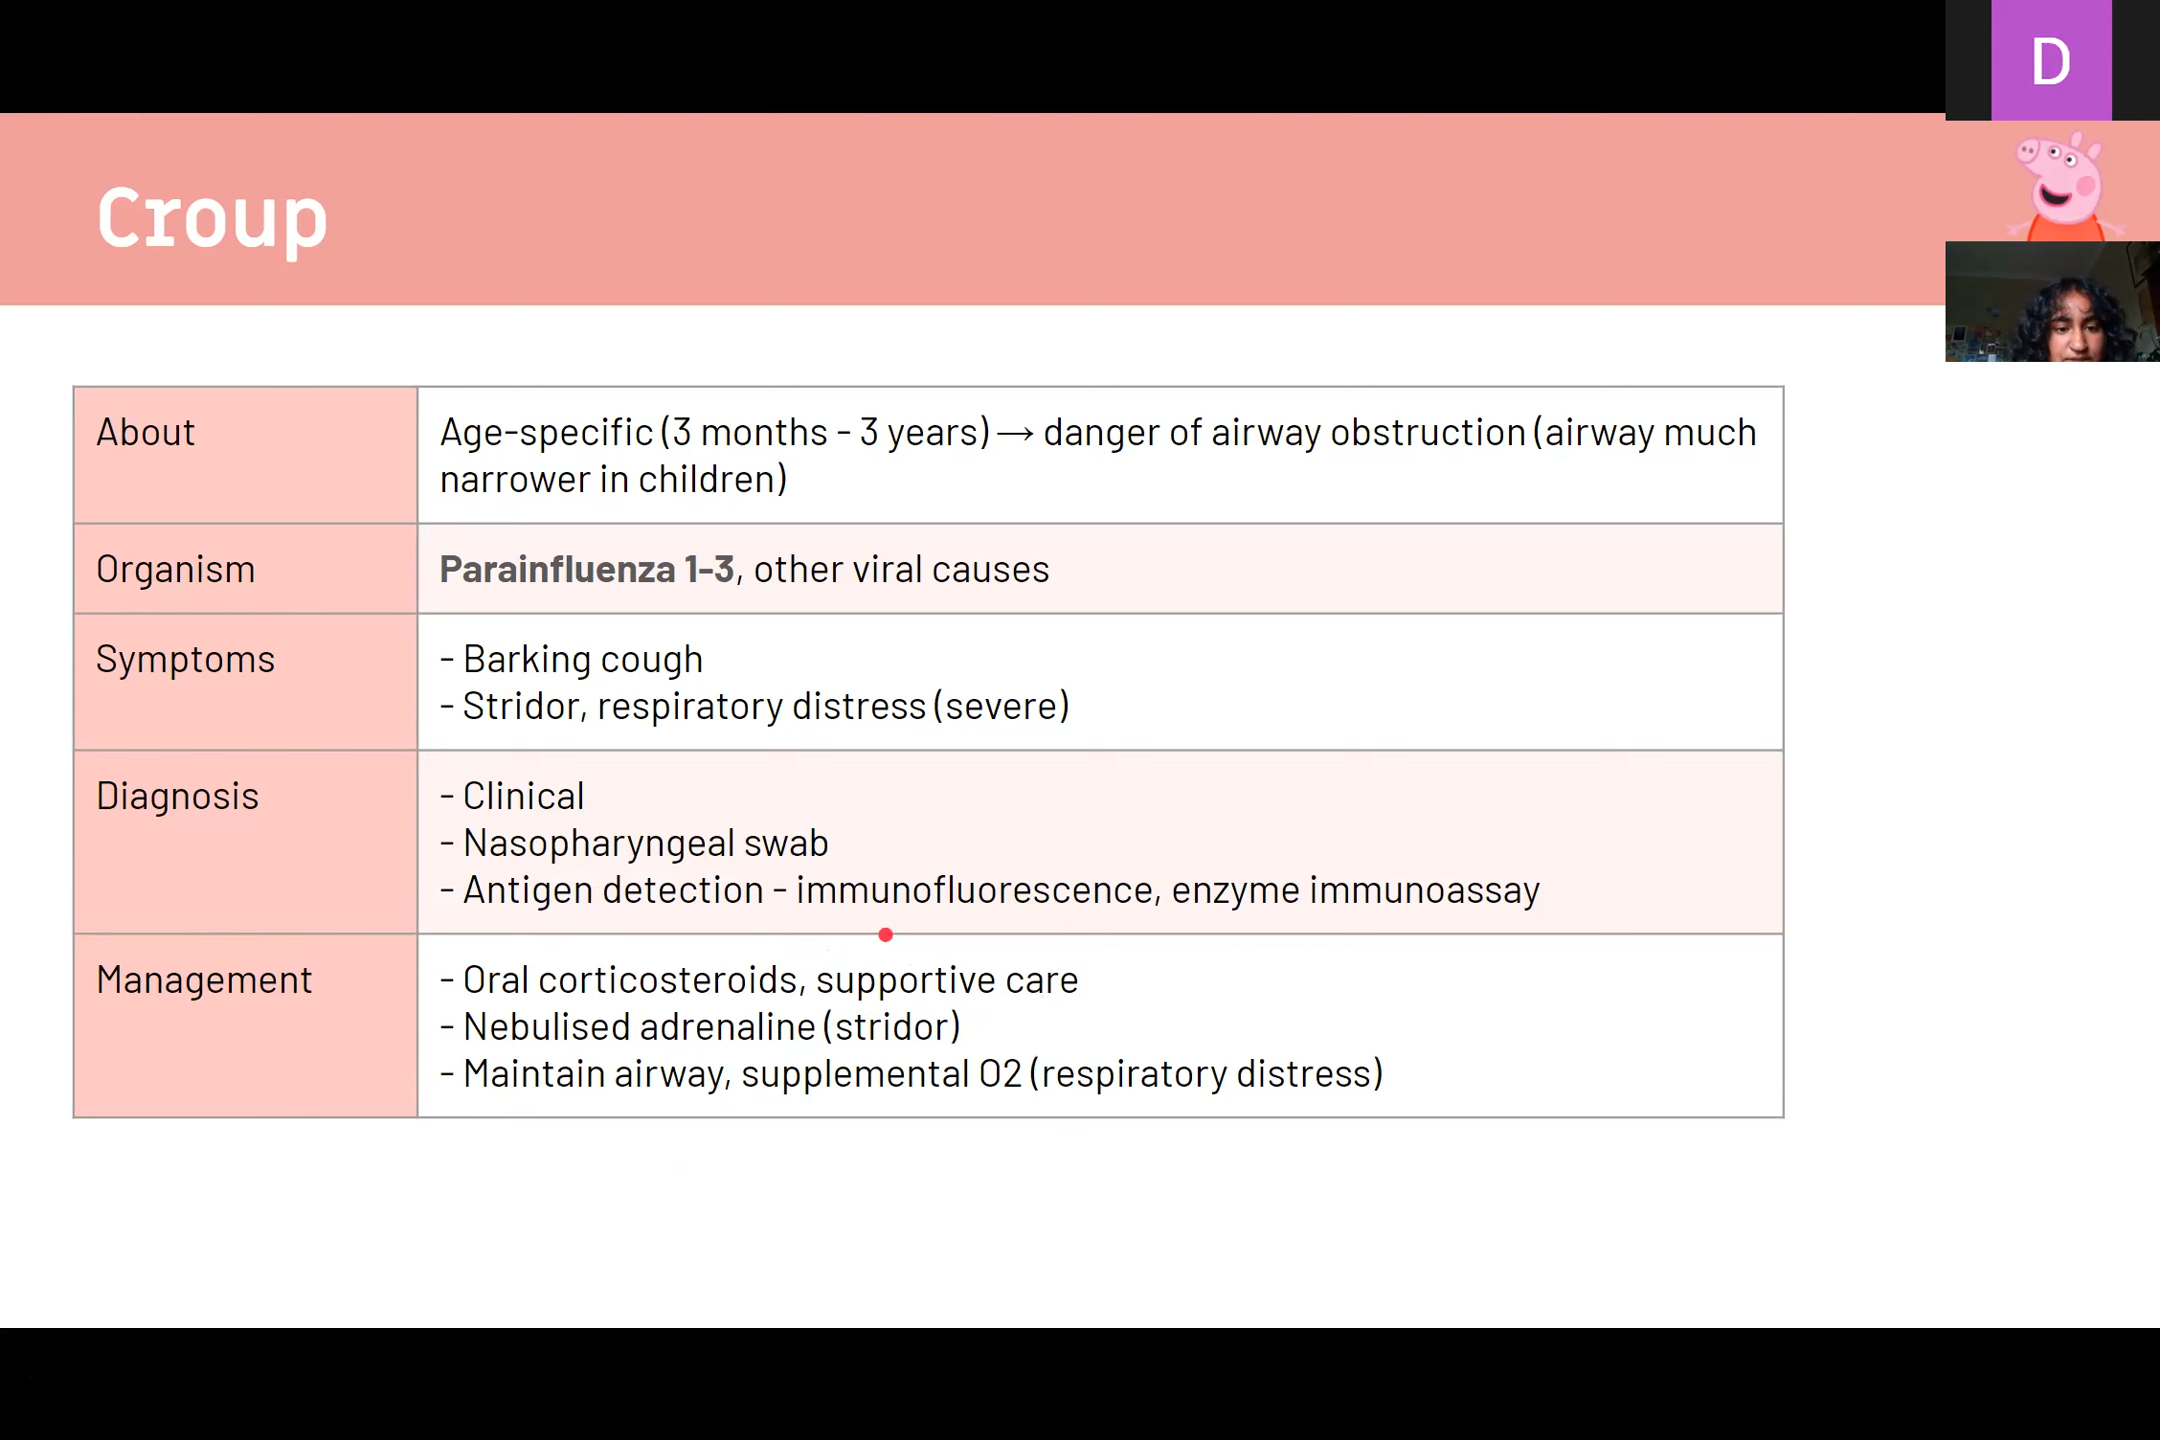 D
Croup
About
Age-specific (3 months - 3 years) → danger of airway obstruction (airway much
narrower in children)
Organism
Parainfluenza 1-3, other viral causes
Symptoms
- Barking cough
- Stridor, respiratory distress (severe)
Diagnosis
- Clinical
- Nasopharyngeal swab
- Antigen detection - immunofluorescence, enzyme immunoassay
Management
- Oral corticosteroids, supportive care
- Nebulised adrenaline (stridor)
- Maintain airway, supplemental O2 (respiratory distress)